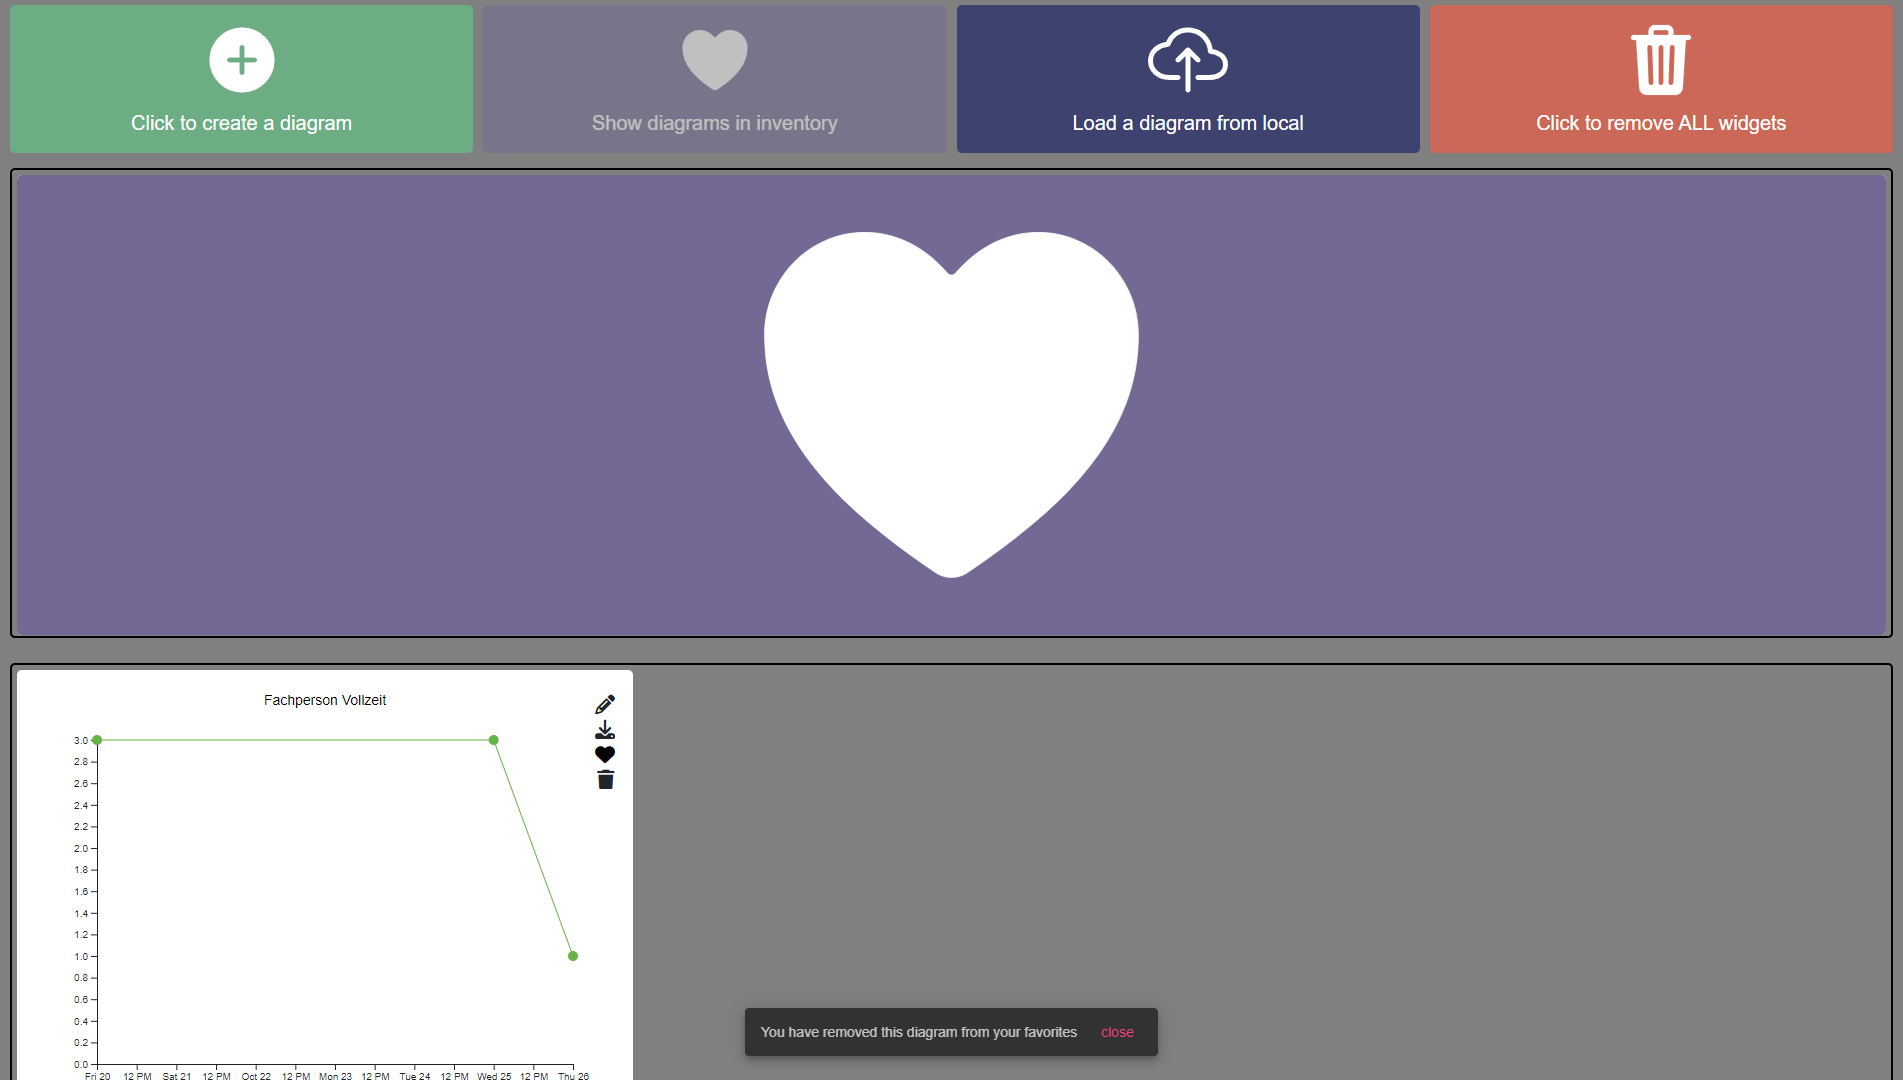 Click to create a diagram
Show diagrams in inventory
Load a diagram from local
Click to remove ALL widgets
Fachperson Vollzeit
3.0
2.8
2.6
2.4
2.2
2.0
1.8
1.6
1.4
1.2
1.0
0.8
0.6
0.4
0.2
0.0
Fri 20 12 PM Sat 21 12 PM Oct 22 12 PM Mon 23 12 PM Tue 24 12 PM Wed 25 12 PM Thu 26
You have removed this diagram from your favorites close